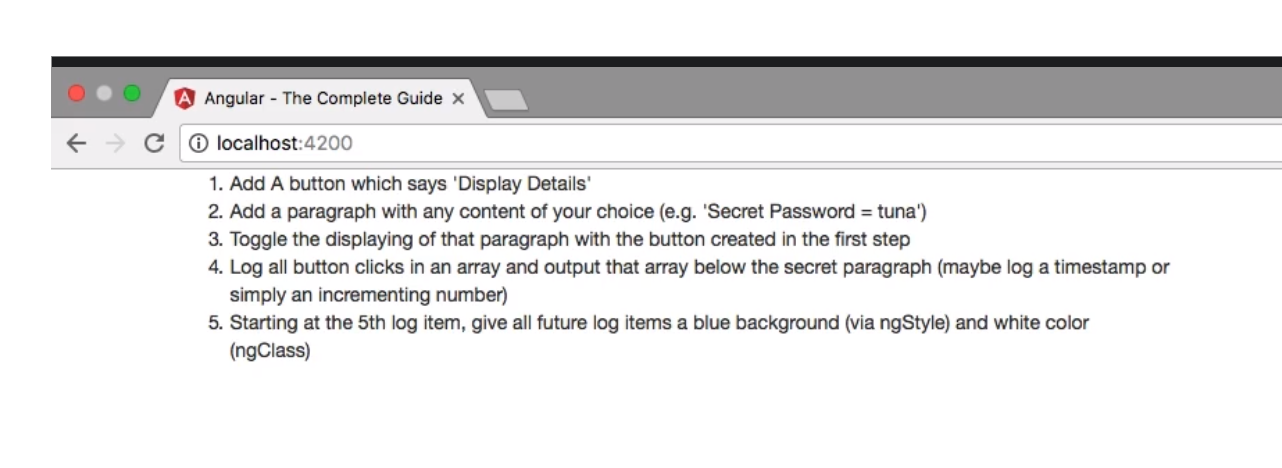 Angular - The Complete Guide
localhost:4200
1. Add A button which says 'Display Details'
2. Add a paragraph with any content of your choice (e.g. 'Secret Password = tuna')
3. Toggle the displaying of that paragraph with the button created in the first step
4. Log all button clicks in an array and output that array below the secret paragraph (maybe log a timestamp or
simply an incrementing number)
5. Starting at the 5th log item, give all future log items a blue background (via ngStyle) and white color
(ngClass)